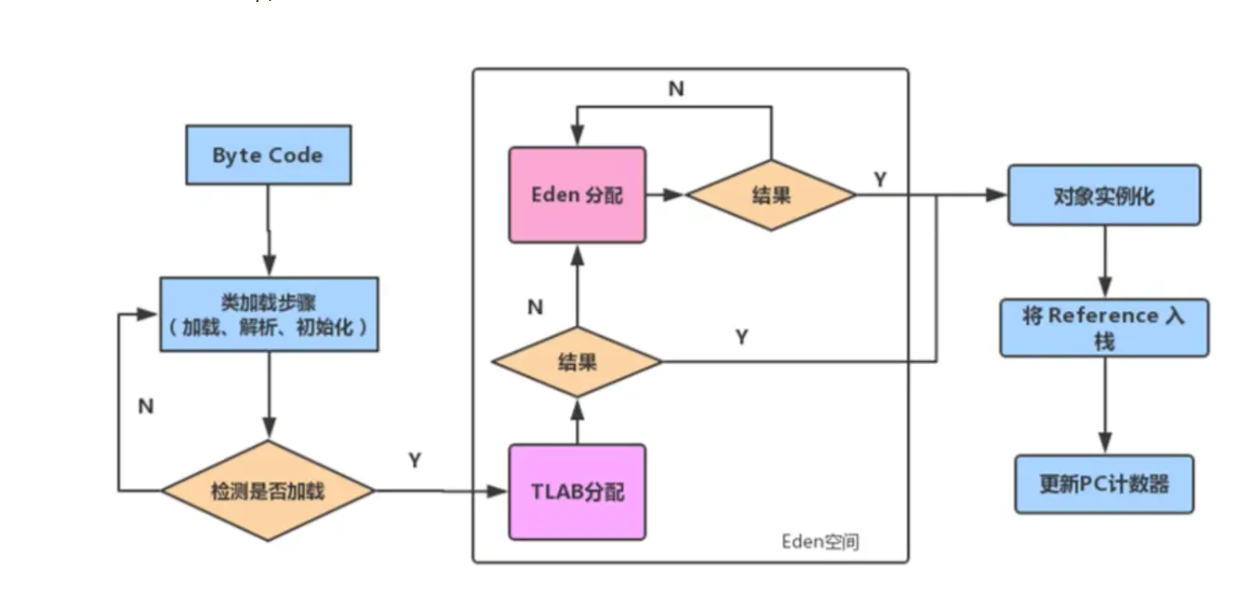 Byte Code
类加载步骤
（加载、解析、初始化）
N
检测是否加载
Y
N
Eden 分配
结果
Y
N
结果
Y
TLAB分配
Eden空间
对象实例化
将 Reference 入
栈
更新PC计数器